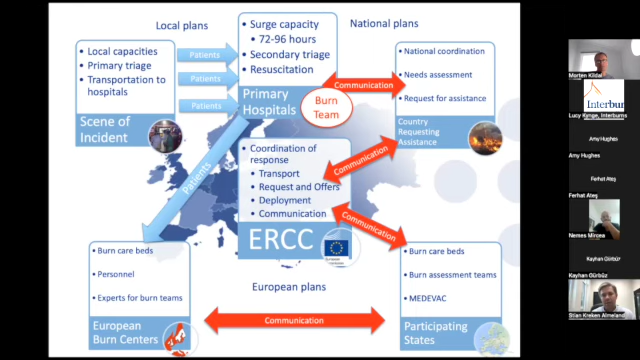 Local plans
National plans
• Local capacities
• Primary triage
• Transportation to
hospitals
Scene of
Incident
Patients
Patients
Patients
• Surge capacity
• 72-96 hours
• Secondary triage
• Resuscitation
Primary
Hospitals
Burn
Team
Communication
• National coordination
• Needs assessment
• Request for assistance
Country
Requesting
Assistance
Patients
• Coordination of
response
• Transport
• Request and Offers
• Deployment
• Communication
ERCC
Communication
Communication
• Burn care beds
• Personnel
• Experts for burn teams
European
Burn Centers
European plans
Communication
• Burn care beds
• Burn assessment teams
• MEDEVAC
Participating
States
Morten Kildal
Interbur
Lucy Kynge, Interburns
Amy Hughes
Amy Hughes
Ferhat Ateş
Ferhat Ateş
Nemes Mircea
Kayhan Gürbüz
Kayhan Gürbüz
Stian Kreken Almeland